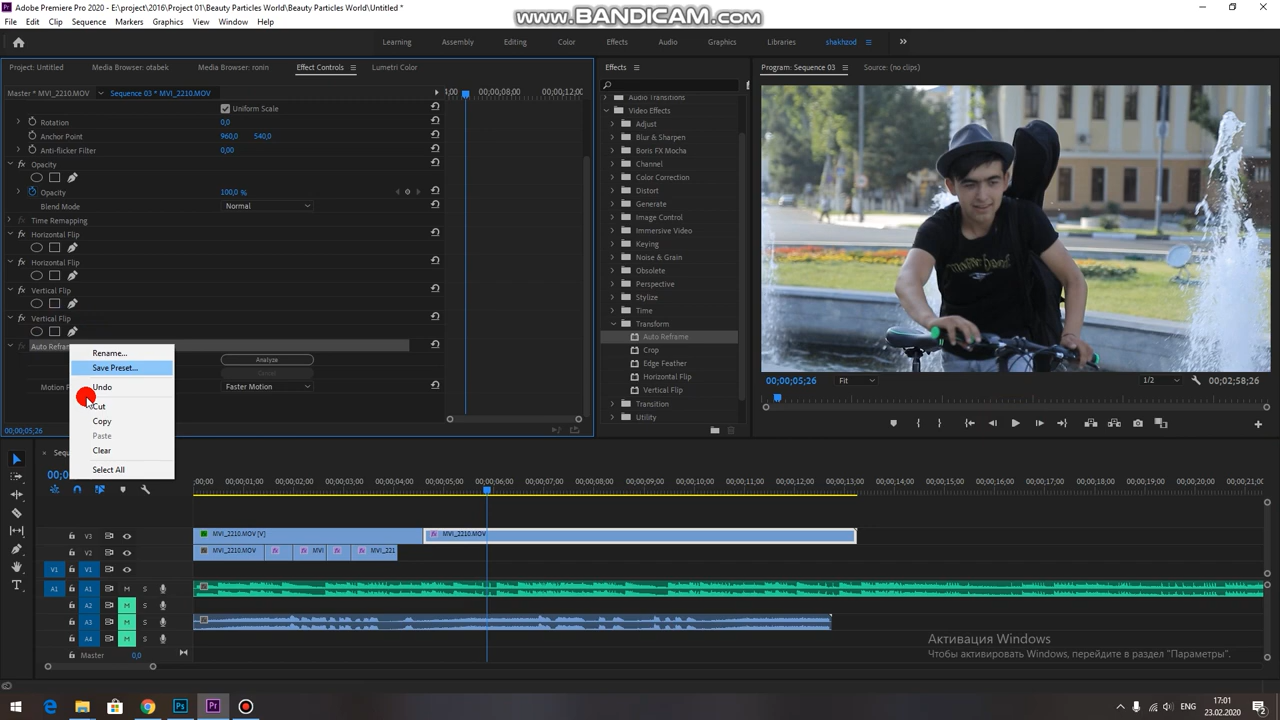 Adobe Premiere Pro 2020 - E:\project\2016\Project 01\Beauty Particles World\Beauty Particles World\Untitled *
www.BANDICAM.com
File Edit Clip Sequence Markers Graphics View Window Help
Learning Assembly Editing Color Effects Audio Graphics Libraries shakhzod
Project: Untitled Media Browser: otabek Media Browser: ronin Effect Controls Lumetri Color
Effects
Program: Sequence 03 Source: (no clips)
Master * MVI_2210.MOV Sequence 03 * MVI_2210.MOV
1;00 00;00;08;00 00;00;12;00
Uniform Scale
Rotation 0,0
Anchor Point 960,0 540,0
Anti-flicker Filter 0,00
fx Opacity
Opacity 100,0 %
Blend Mode Normal
fx Time Remapping
fx Horizontal Flip
fx Horizontal Flip
fx Vertical Flip
fx Vertical Flip
fx Auto Refram
Analyze
Cancel
Motion P Faster Motion
00;00;05;26
Rename...
Save Preset...
Undo
Cut
Copy
Paste
Clear
Select All
Audio Transitions
Video Effects
Adjust
Blur & Sharpen
Boris FX Mocha
Channel
Color Correction
Distort
Generate
Image Control
Immersive Video
Keying
Noise & Grain
Obsolete
Perspective
Stylize
Time
Transform
Auto Reframe
Crop
Edge Feather
Horizontal Flip
Vertical Flip
Transition
Utility
00;00;05;26 Fit 1/2 00;02;58;26
Sequ
00;0
;00;00 00;00;01;00 00;00;02;00 00;00;03;00 00;00;04;00 00;00;05;00 00;00;06;00 00;00;07;00 00;00;08;00 00;00;09;00 00;00;10;00 00;00;11;00 00;00;12;00 00;00;13;00 00;00;14;00 00;00;15;00 00;00;16;00 00;00;17;00 00;00;18;00 00;00;19;00 00;00;20;00 00;00;21;00
V3 MVI_2210.MOV [V] MVI_2210.MOV
V2 MVI_2210.MOV MVI MVI_221
V1 V1
A1 A1 M S
A2 M S
A3 M S
A4 M S
Master 0,0
Активация Windows
Чтобы активировать Windows, перейдите в раздел "Параметры".
Ps Pr
ENG
17:01
23.02.2020
2